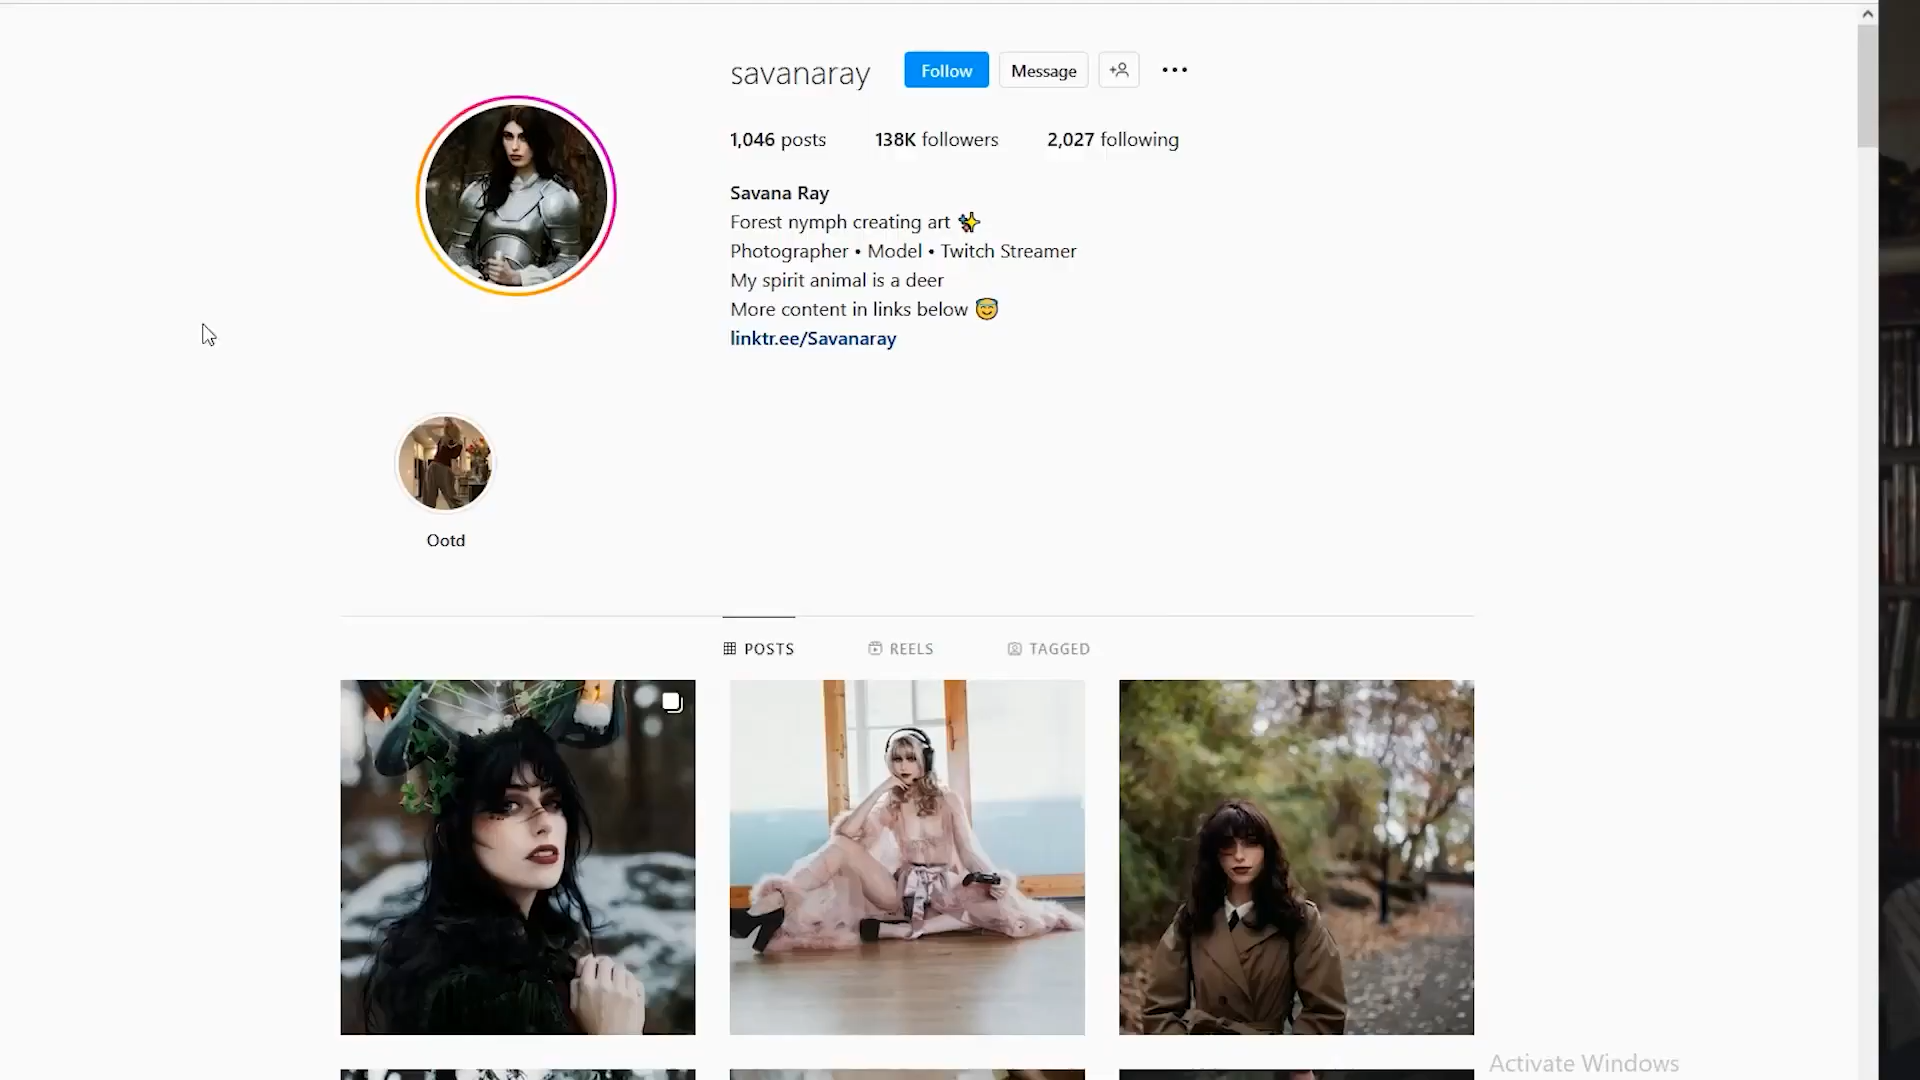 savanaray
Follow
Message
1,046 posts
138K followers
2,027 following
Savana Ray
Forest nymph creating art ✨
Photographer • Model • Twitch Streamer
My spirit animal is a deer
More content in links below 😇
linktr.ee/Savanaray
Ootd
POSTS
REELS
TAGGED
Activate Windows